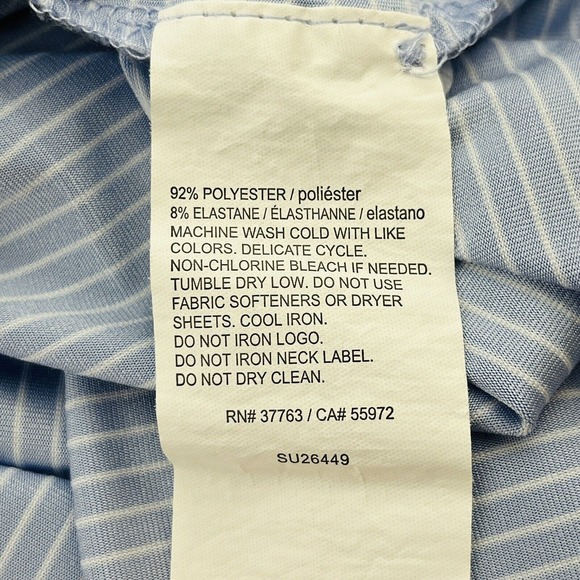 92% POLYESTER / poliéster
8% ELASTANE / ÉLASTHANNE / elastano
MACHINE WASH COLD WITH LIKE
COLORS. DELICATE CYCLE.
NON-CHLORINE BLEACH IF NEEDED.
TUMBLE DRY LOW. DO NOT USE
FABRIC SOFTENERS OR DRYER
SHEETS. COOL IRON.
DO NOT IRON LOGO.
DO NOT IRON NECK LABEL.
DO NOT DRY CLEAN.
RN# 37763 / CA# 55972
SU26449